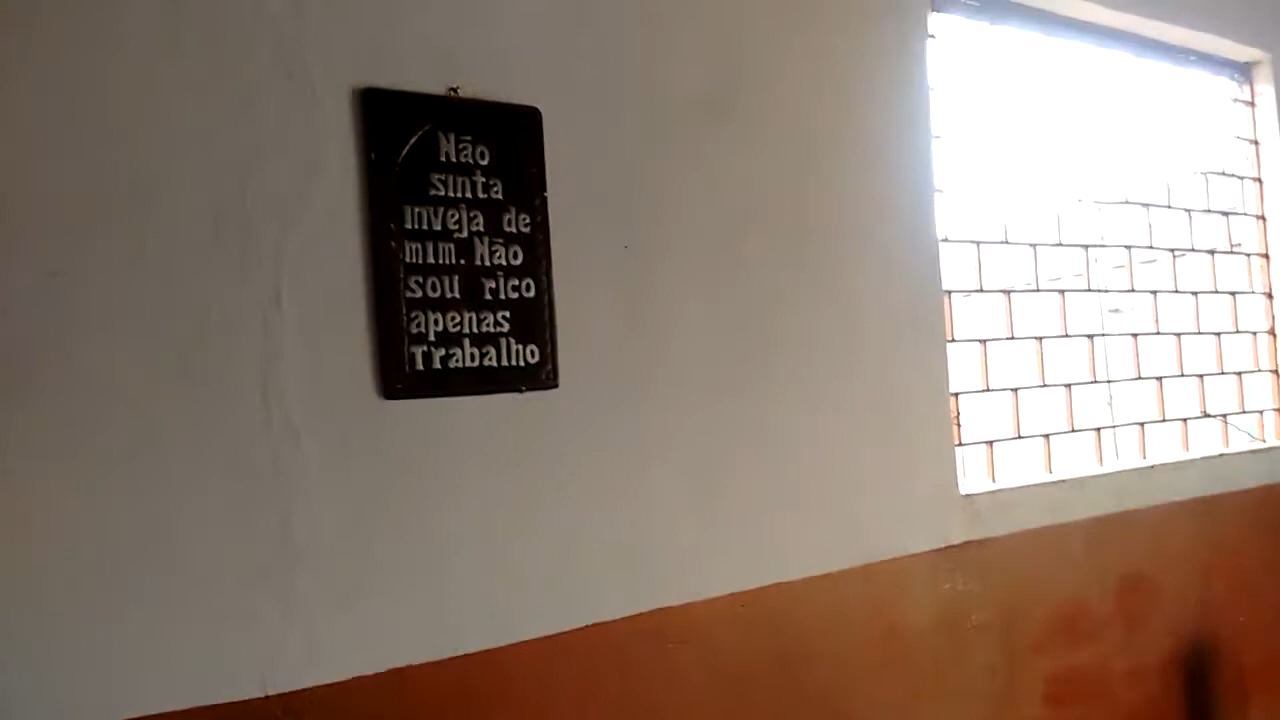 Não
sinta
inveja de
mim. Não
sou rico
apenas
Trabalho